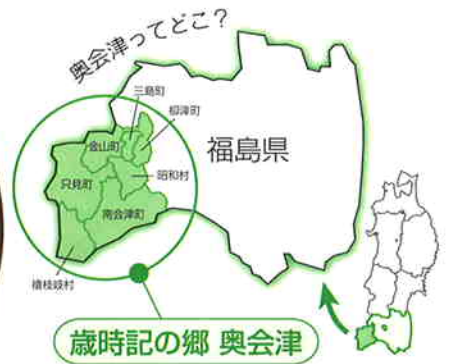 奥会津ってどこ？
三島町
柳津町
金山町
福島県
只見町
昭和村
南会津町
檜枝岐村
歳時記の郷 奥会津